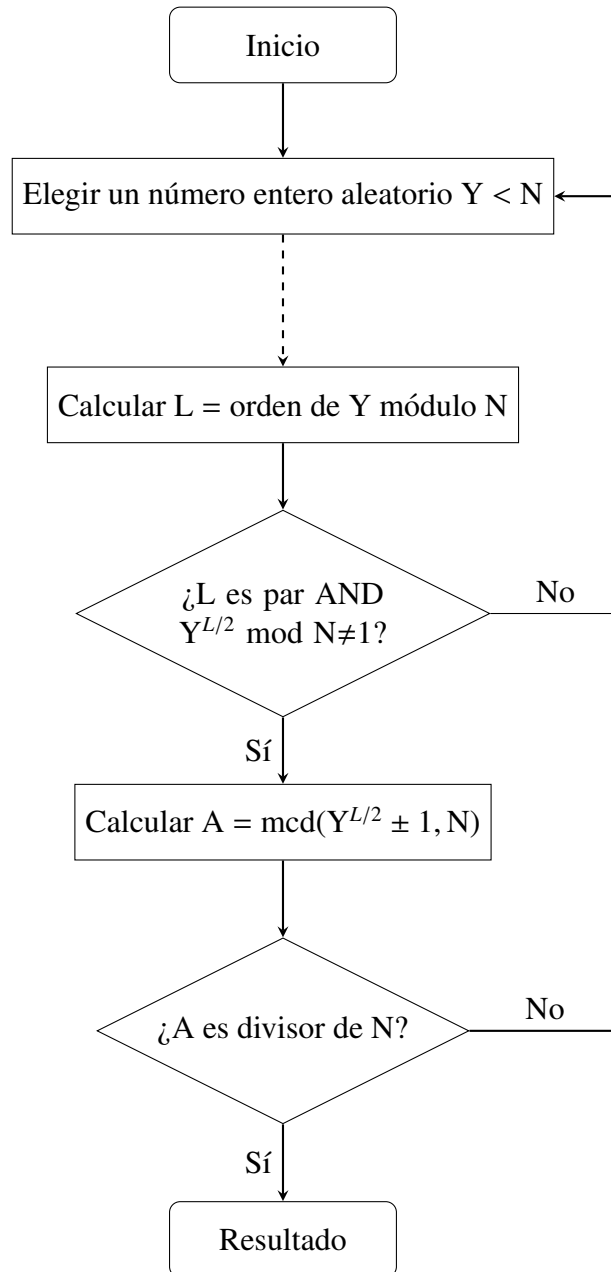 Inicio
Elegir un número entero aleatorio Y < N
Calcular L = orden de Y módulo N
¿L es par AND
Y^{L/2} mod N≠1?
No
Sí
Calcular A = mcd(Y^{L/2} ± 1, N)
¿A es divisor de N?
No
Sí
Resultado